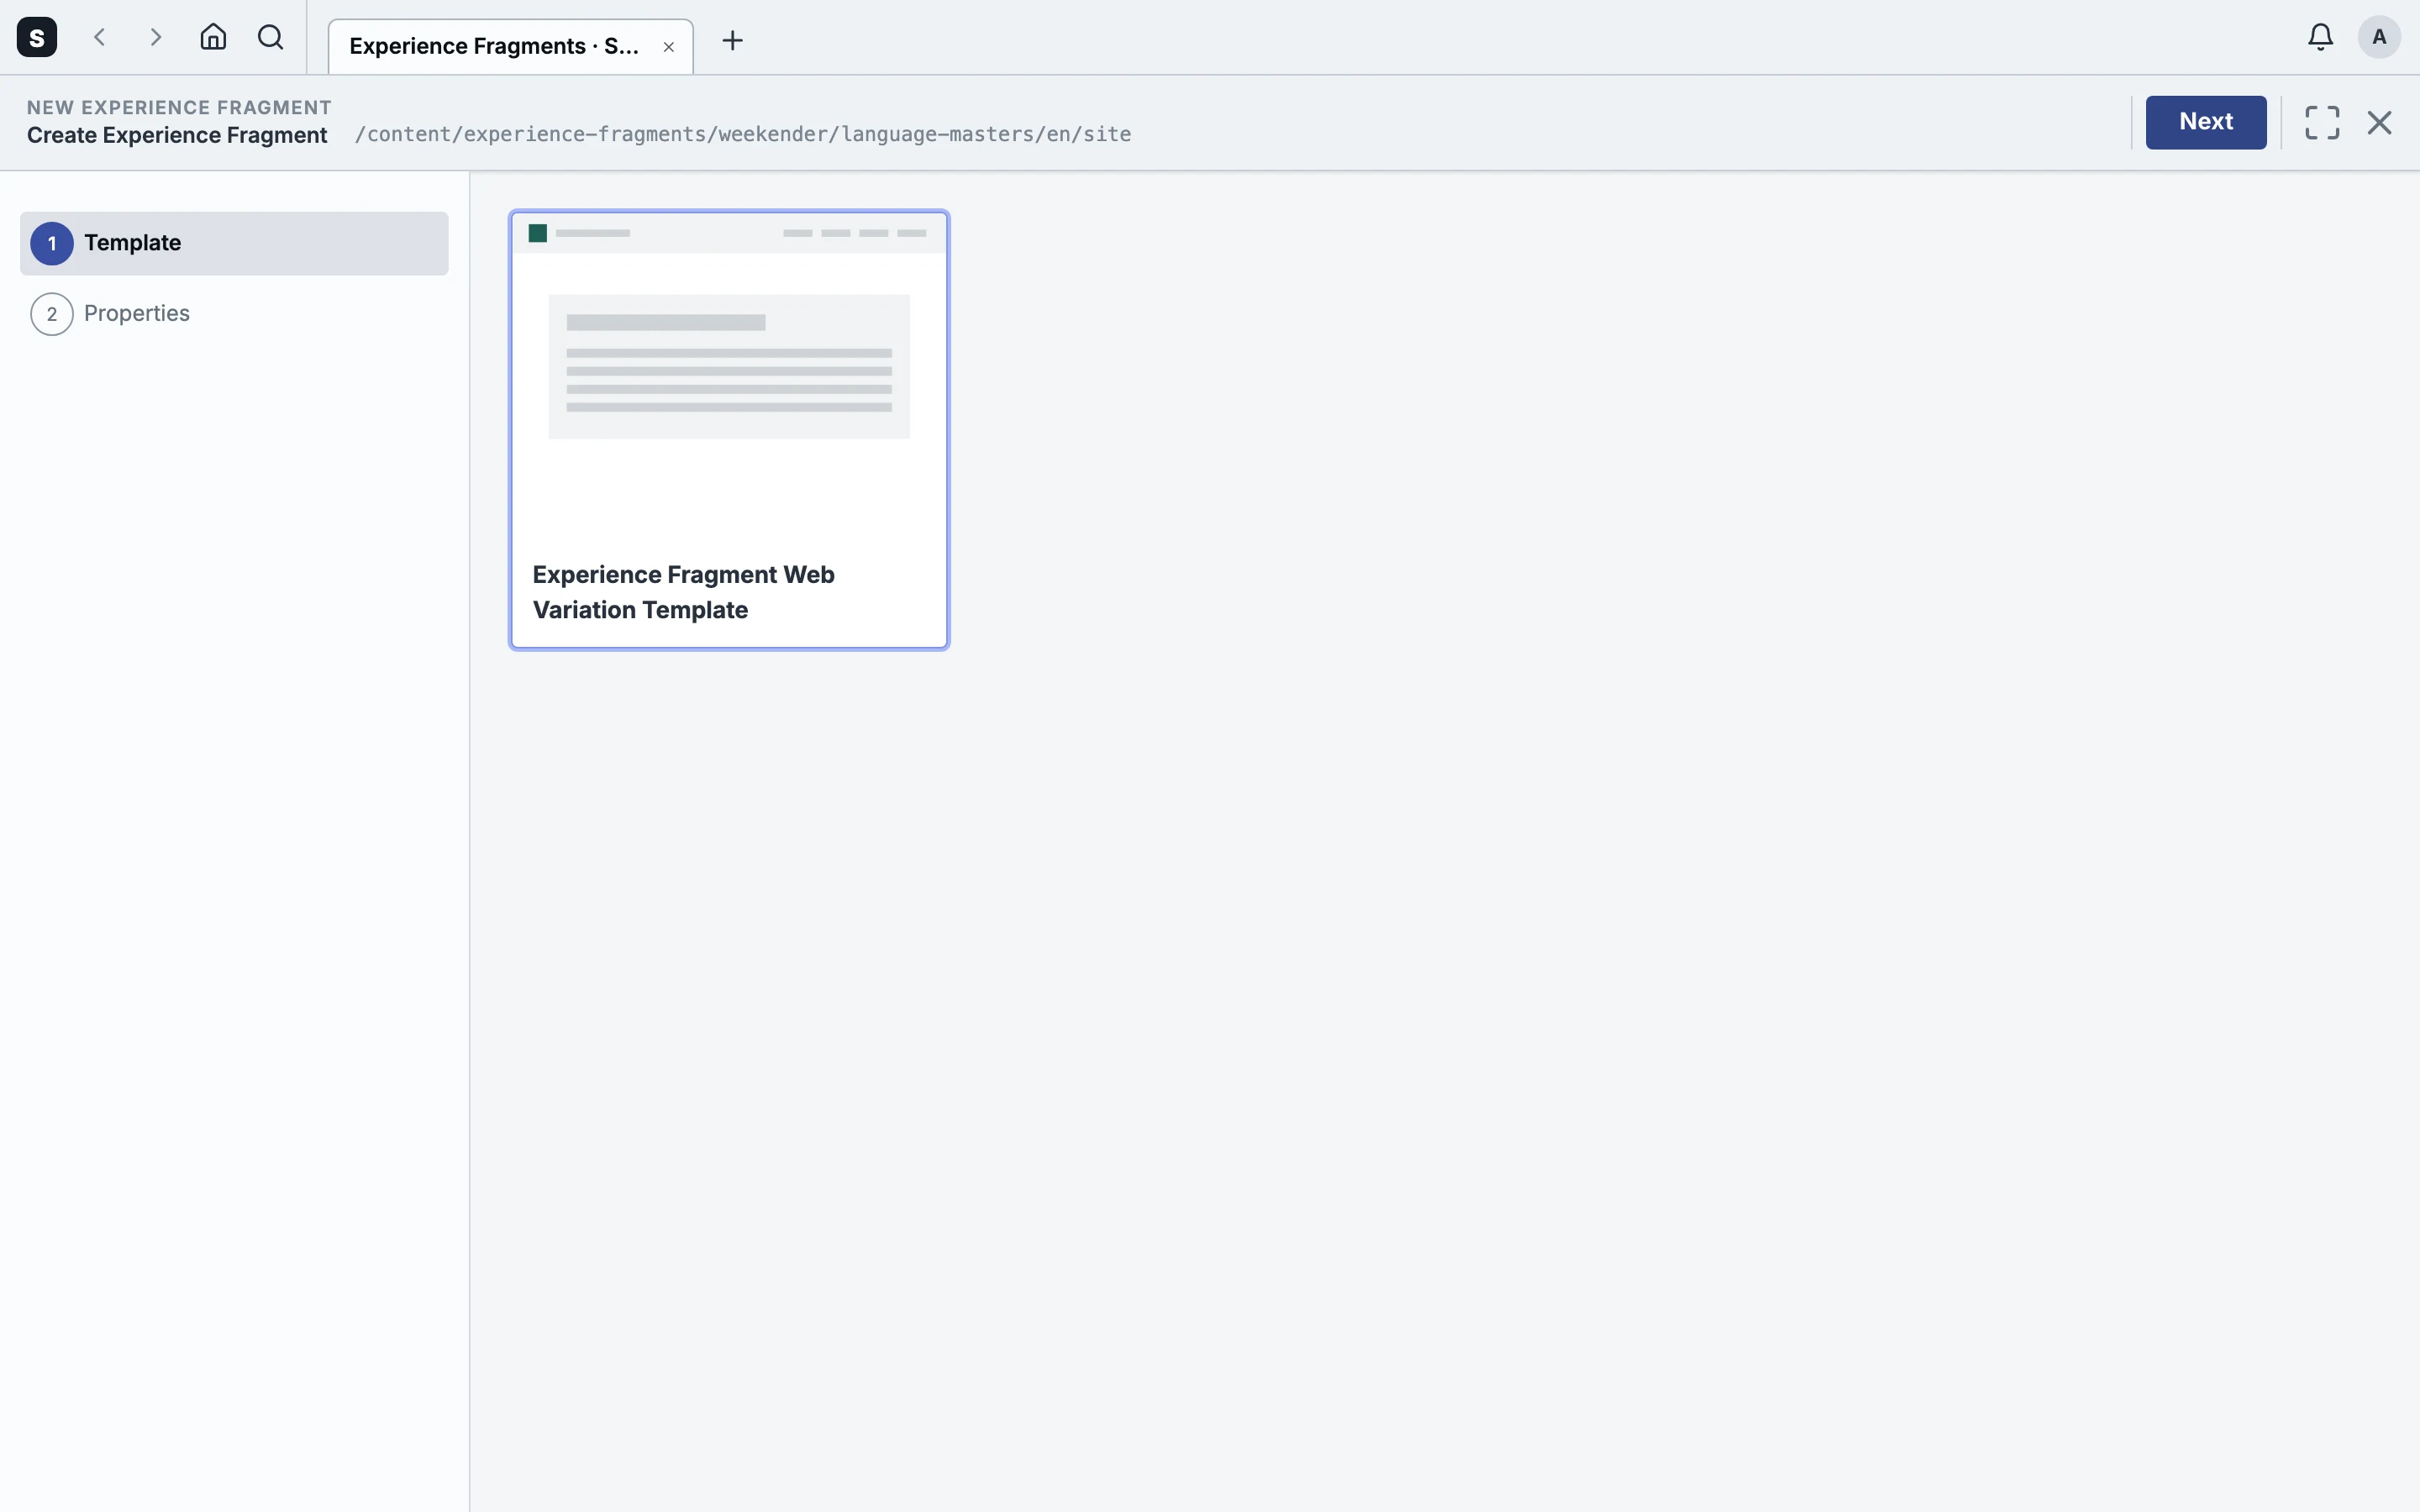 S
Experience Fragments · S...
A
NEW EXPERIENCE FRAGMENT
Create Experience Fragment /content/experience-fragments/weekender/language-masters/en/site
Next
1 Template
2 Properties
Experience Fragment Web
Variation Template